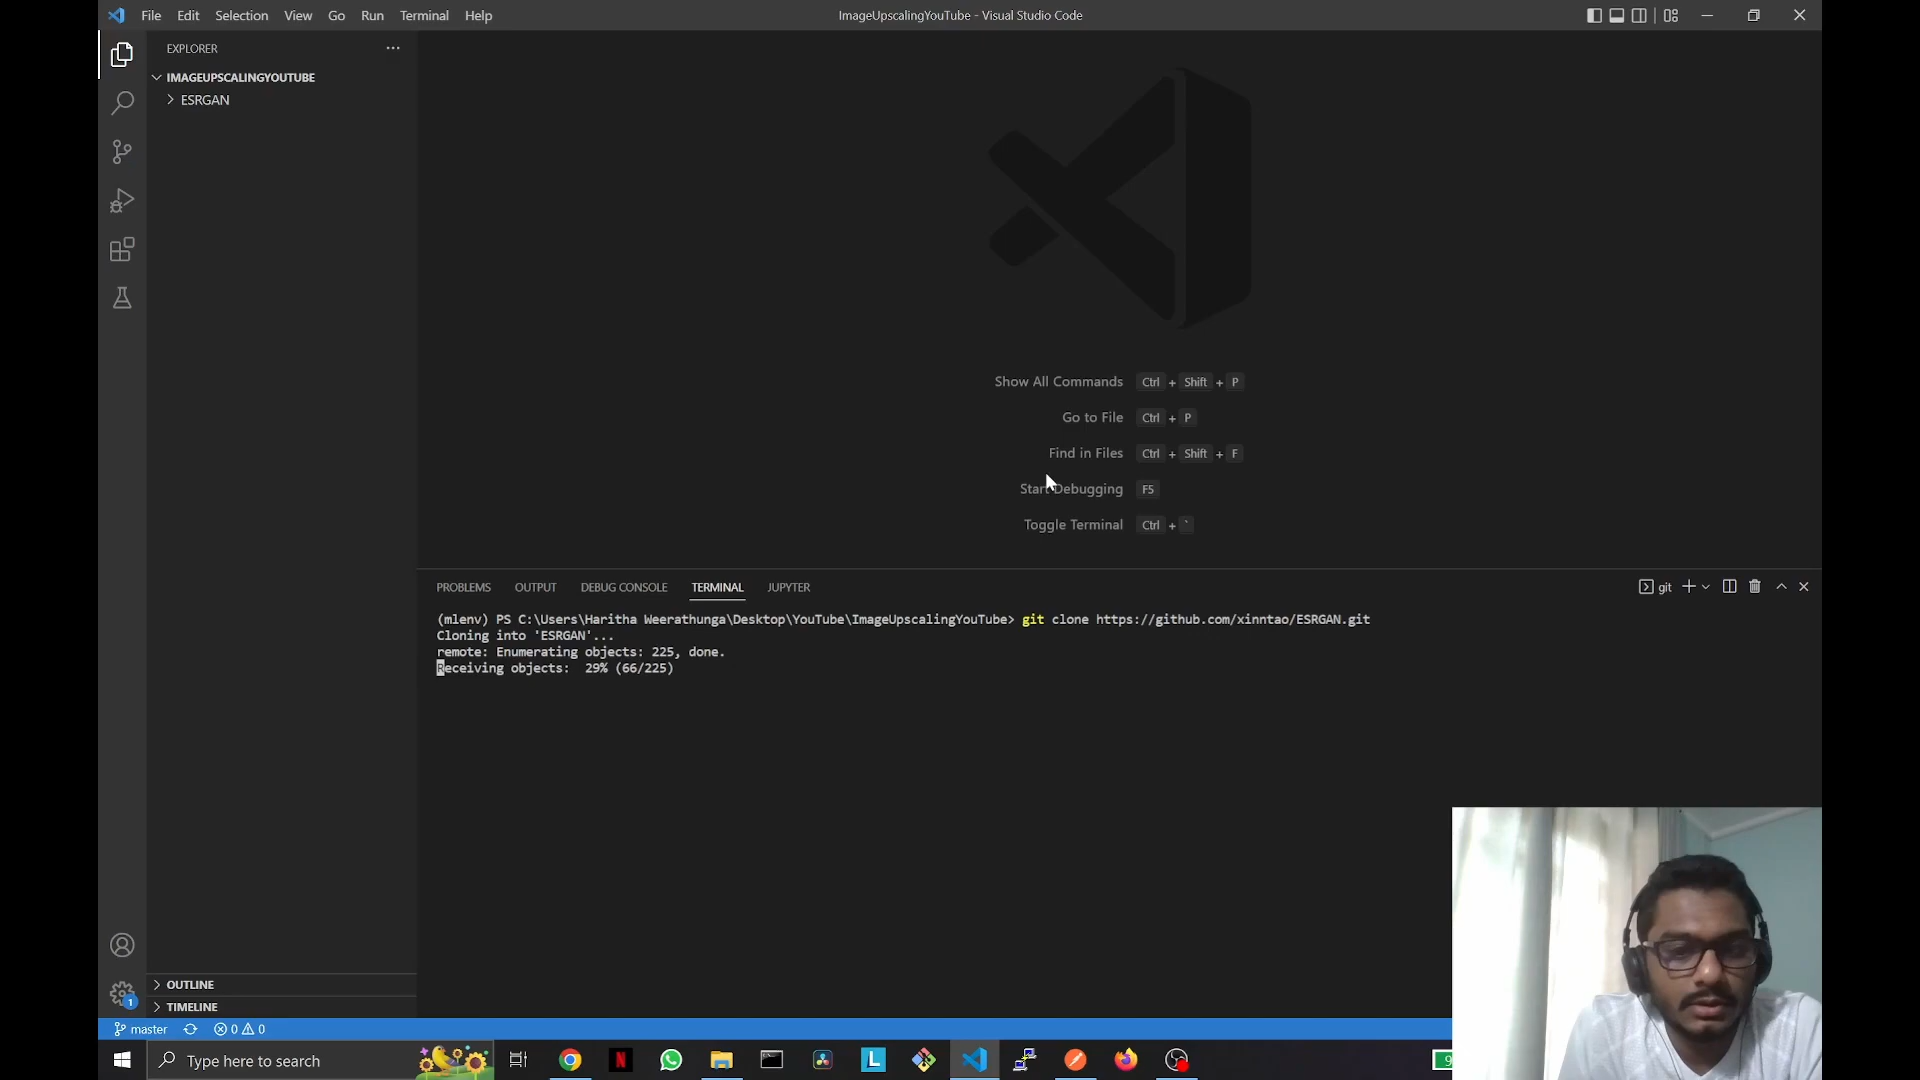 File Edit Selection View Go Run Terminal Help
ImageUpscalingYouTube - Visual Studio Code
EXPLORER
IMAGEUPSCALINGYOUTUBE
ESRGAN
Show All Commands Ctrl + Shift + P
Go to File Ctrl + P
Find in Files Ctrl + Shift + F
Start Debugging F5
Toggle Terminal Ctrl + `
PROBLEMS OUTPUT DEBUG CONSOLE TERMINAL JUPYTER
git
(mlenv) PS C:\Users\Haritha Weerathunga\Desktop\YouTube\ImageUpscalingYouTube> git clone https://github.com/xinntao/ESRGAN.git
Cloning into 'ESRGAN'...
remote: Enumerating objects: 225, done.
Receiving objects:  29% (66/225)
OUTLINE
1
TIMELINE
master 0 0
Type here to search
N
L
9